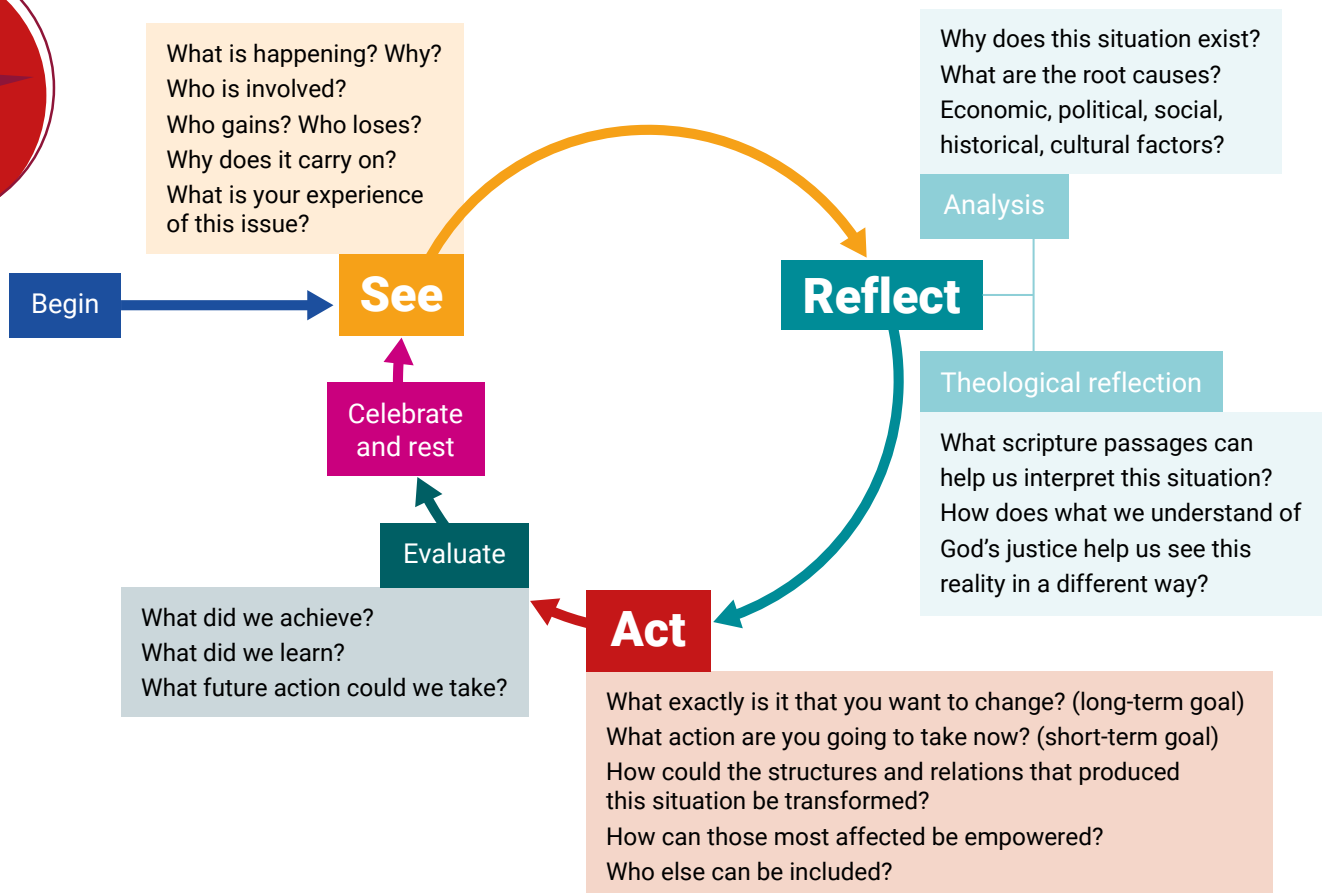 Begin
What is happening? Why?
Who is involved?
Who gains? Who loses?
Why does it carry on?
What is your experience
of this issue?
See
Why does this situation exist?
What are the root causes?
Economic, political, social,
historical, cultural factors?
Analysis
Reflect
Theological reflection
What scripture passages can
help us interpret this situation?
How does what we understand of
God’s justice help us see this
reality in a different way?
Act
What exactly is it that you want to change? (long-term goal)
What action are you going to take now? (short-term goal)
How could the structures and relations that produced
this situation be transformed?
How can those most affected be empowered?
Who else can be included?
Evaluate
What did we achieve?
What did we learn?
What future action could we take?
Celebrate
and rest